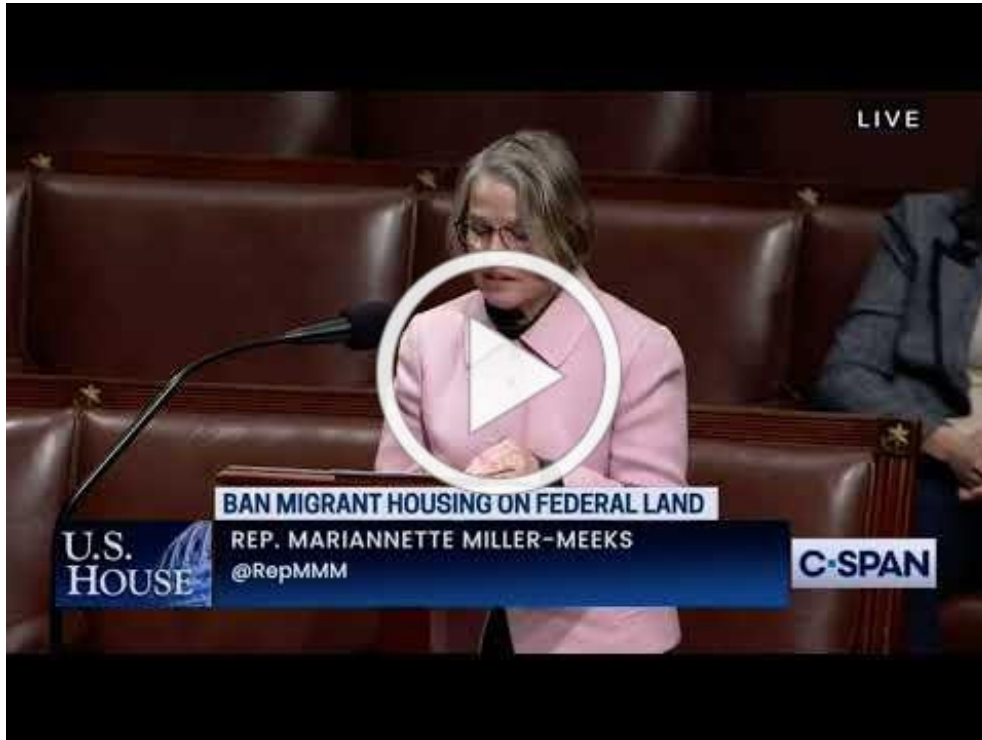 LIVE
BAN MIGRANT HOUSING ON FEDERAL LAND
U.S.
HOUSE
REP. MARIANNETTE MILLER-MEEKS
@RepMMM
C-SPAN